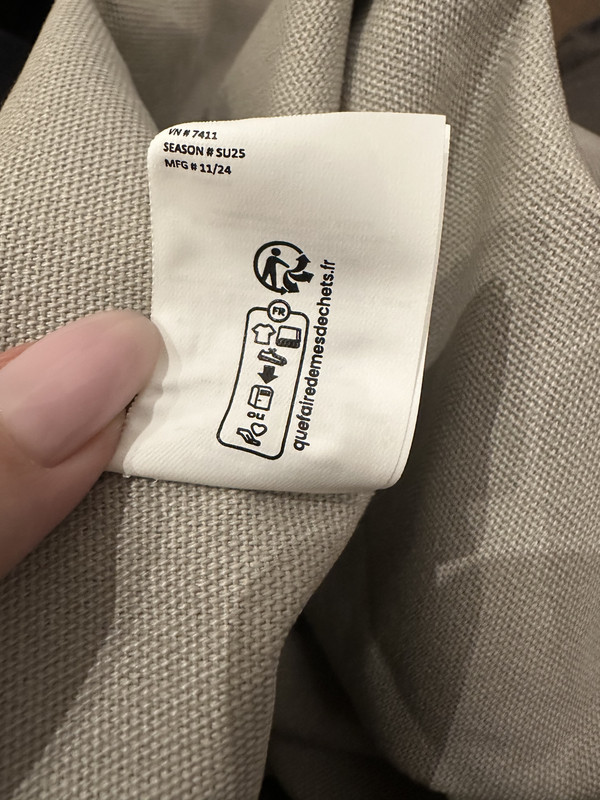 VN # 7411
SEASON # SU25
MFG # 11/24
FR
quefairedemesdechets.fr